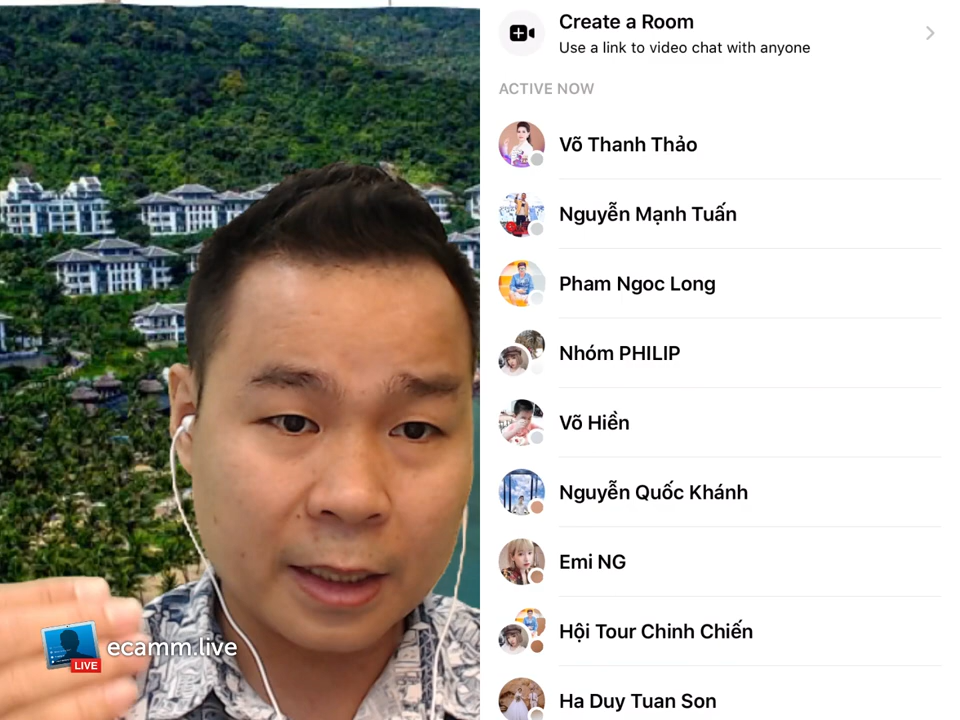 LIVE
ecamm.live
Create a Room
Use a link to video chat with anyone
ACTIVE NOW
Võ Thanh Thảo
Nguyễn Mạnh Tuấn
Pham Ngoc Long
Nhóm PHILIP
Võ Hiền
Nguyễn Quốc Khánh
Emi NG
Hội Tour Chinh Chiến
Ha Duy Tuan Son